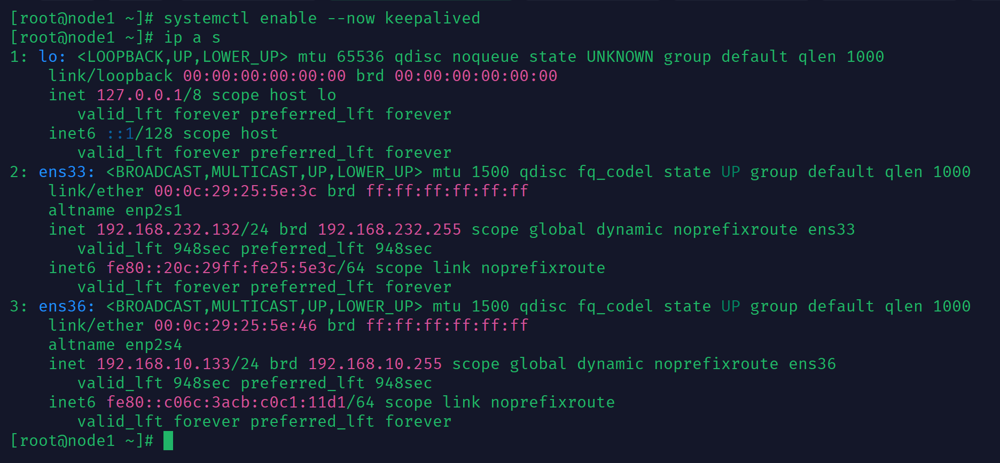 [root@node1 ~]# systemctl enable --now keepalived
[root@node1 ~]# ip a s
1: lo: <LOOPBACK,UP,LOWER_UP> mtu 65536 qdisc noqueue state UNKNOWN group default qlen 1000
    link/loopback 00:00:00:00:00:00 brd 00:00:00:00:00:00
    inet 127.0.0.1/8 scope host lo
       valid_lft forever preferred_lft forever
    inet6 ::1/128 scope host
       valid_lft forever preferred_lft forever
2: ens33: <BROADCAST,MULTICAST,UP,LOWER_UP> mtu 1500 qdisc fq_codel state UP group default qlen 1000
    link/ether 00:0c:29:25:5e:3c brd ff:ff:ff:ff:ff:ff
    altname enp2s1
    inet 192.168.232.132/24 brd 192.168.232.255 scope global dynamic noprefixroute ens33
       valid_lft 948sec preferred_lft 948sec
    inet6 fe80::20c:29ff:fe25:5e3c/64 scope link noprefixroute
       valid_lft forever preferred_lft forever
3: ens36: <BROADCAST,MULTICAST,UP,LOWER_UP> mtu 1500 qdisc fq_codel state UP group default qlen 1000
    link/ether 00:0c:29:25:5e:46 brd ff:ff:ff:ff:ff:ff
    altname enp2s4
    inet 192.168.10.133/24 brd 192.168.10.255 scope global dynamic noprefixroute ens36
       valid_lft 948sec preferred_lft 948sec
    inet6 fe80::c06c:3acb:c0c1:11d1/64 scope link noprefixroute
       valid_lft forever preferred_lft forever
[root@node1 ~]#